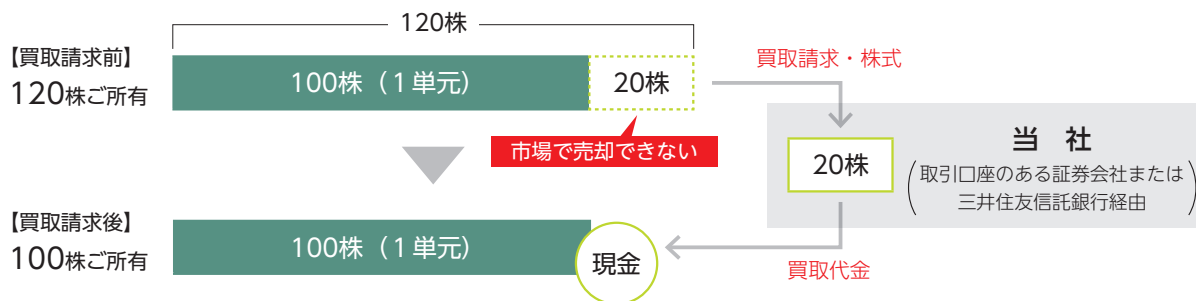 120株
【買取請求前】
120株ご所有
100株（1単元）
20株
買取請求・株式
市場で売却できない
20株
当 社
（取引口座のある証券会社または
三井住友信託銀行経由）
【買取請求後】
100株ご所有
100株（1単元）
現金
買取代金